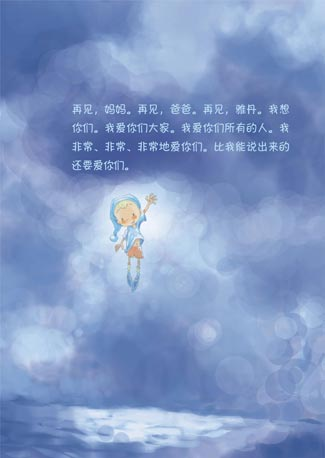 再见，妈妈。再见，爸爸。再见，雅丹。我想
你们。我爱你们大家。我爱你们所有的人。我
非常、非常、非常地爱你们。比我能说出来的
还要爱你们。